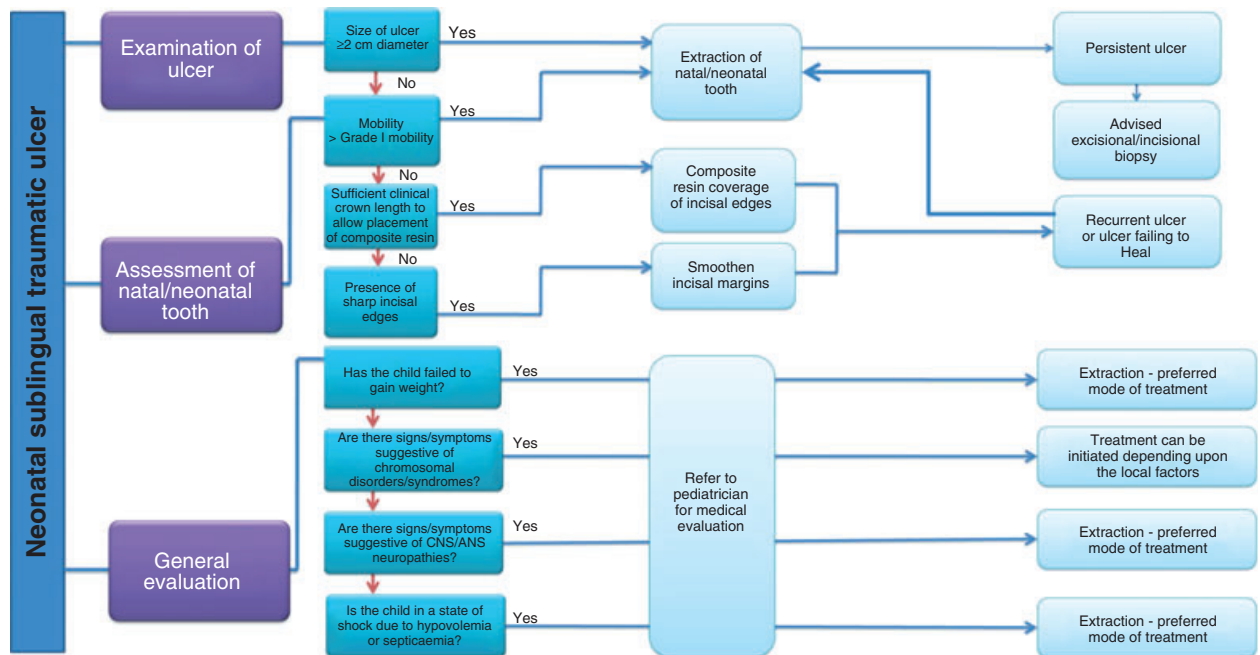 Neonatal sublingual traumatic ulcer
Examination of
ulcer
Size of ulcer
≥2 cm diameter
Yes
No
Extraction of
natal/neonatal
tooth
Persistent ulcer
Advised
excisional/incisional
biopsy
Assessment of
natal/neonatal
tooth
Mobility
> Grade I mobility
Yes
No
Sufficient clinical
crown length to
allow placement
of composite resin
Yes
No
Composite
resin coverage
of incisal edges
Presence of
sharp incisal
edges
Yes
Smoothen
incisal margins
Recurrent ulcer
or ulcer failing to
Heal
General
evaluation
Has the child failed to
gain weight?
Yes
Are there signs/symptoms
suggestive of
chromosomal
disorders/syndromes?
Yes
Are there signs/symptoms
suggestive of CNS/ANS
neuropathies?
Yes
Is the child in a state of
shock due to hypovolemia
or septicaemia?
Yes
Refer to
pediatrician
for medical
evaluation
Extraction - preferred
mode of treatment
Treatment can be
initiated depending upon
the local factors
Extraction - preferred
mode of treatment
Extraction - preferred
mode of treatment